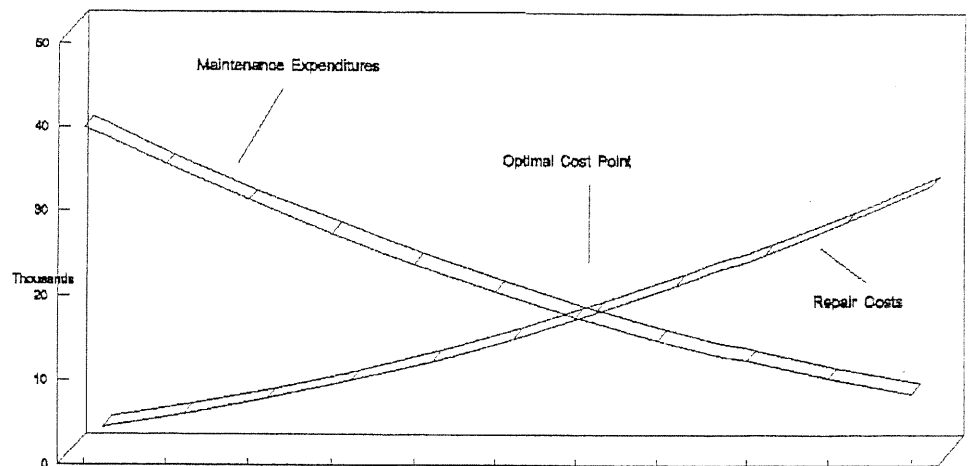 50
Maintenance Expenditures
40
Optimal Cost Point
30
Thousands
20
Repair Costs
10
0